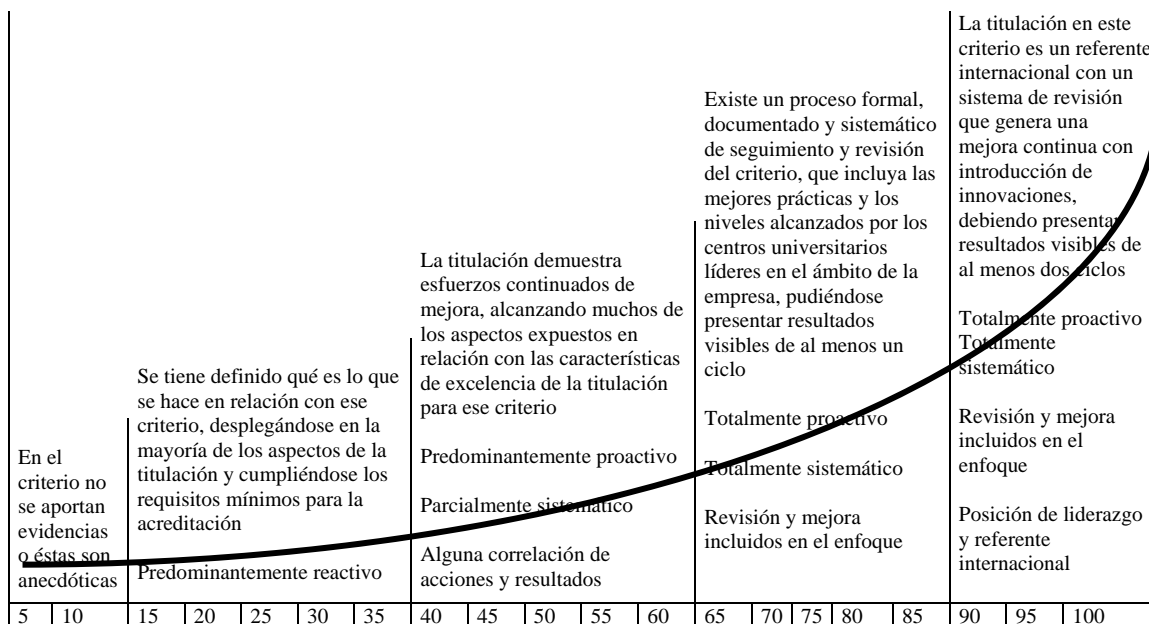 En el
criterio no
se aportan
evidencias
o éstas son
anecdóticas
Se tiene definido qué es lo que
se hace en relación con ese
criterio, desplegándose en la
mayoría de los aspectos de la
titulación y cumpliéndose los
requisitos mínimos para la
acreditación
Predominantemente reactivo
La titulación demuestra
esfuerzos continuados de
mejora, alcanzando muchos de
los aspectos expuestos en
relación con las características
de excelencia de la titulación
para ese criterio
Predominantemente proactivo
Parcialmente sistemático
Alguna correlación de
acciones y resultados
Existe un proceso formal,
documentado y sistemático
de seguimiento y revisión
del criterio, que incluya las
mejores prácticas y los
niveles alcanzados por los
centros universitarios
líderes en el ámbito de la
empresa, pudiéndose
presentar resultados
visibles de al menos un
ciclo
Totalmente proactivo
Totalmente sistemático
Revisión y mejora
incluidos en el enfoque
La titulación en este
criterio es un referente
internacional con un
sistema de revisión
que genera una
mejora continua con
introducción de
innovaciones,
debiendo presentar
resultados visibles de
al menos dos ciclos
Totalmente proactivo
Totalmente
sistemático
Revisión y mejora
incluidos en el
enfoque
Posición de liderazgo
y referente
internacional
5 10 15 20 25 30 35 40 45 50 55 60 65 70 75 80 85 90 95 100